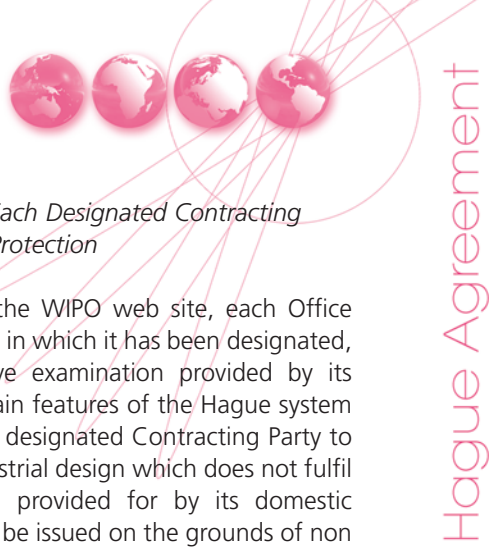 ach Designated Contracting
Protection
the WIPO web site, each Office
in which it has been designated,
ve examination provided by its
ain features of the Hague system
designated Contracting Party to
strial design which does not fulfil
provided for by its domestic
be issued on the grounds of non
Hague Agreement